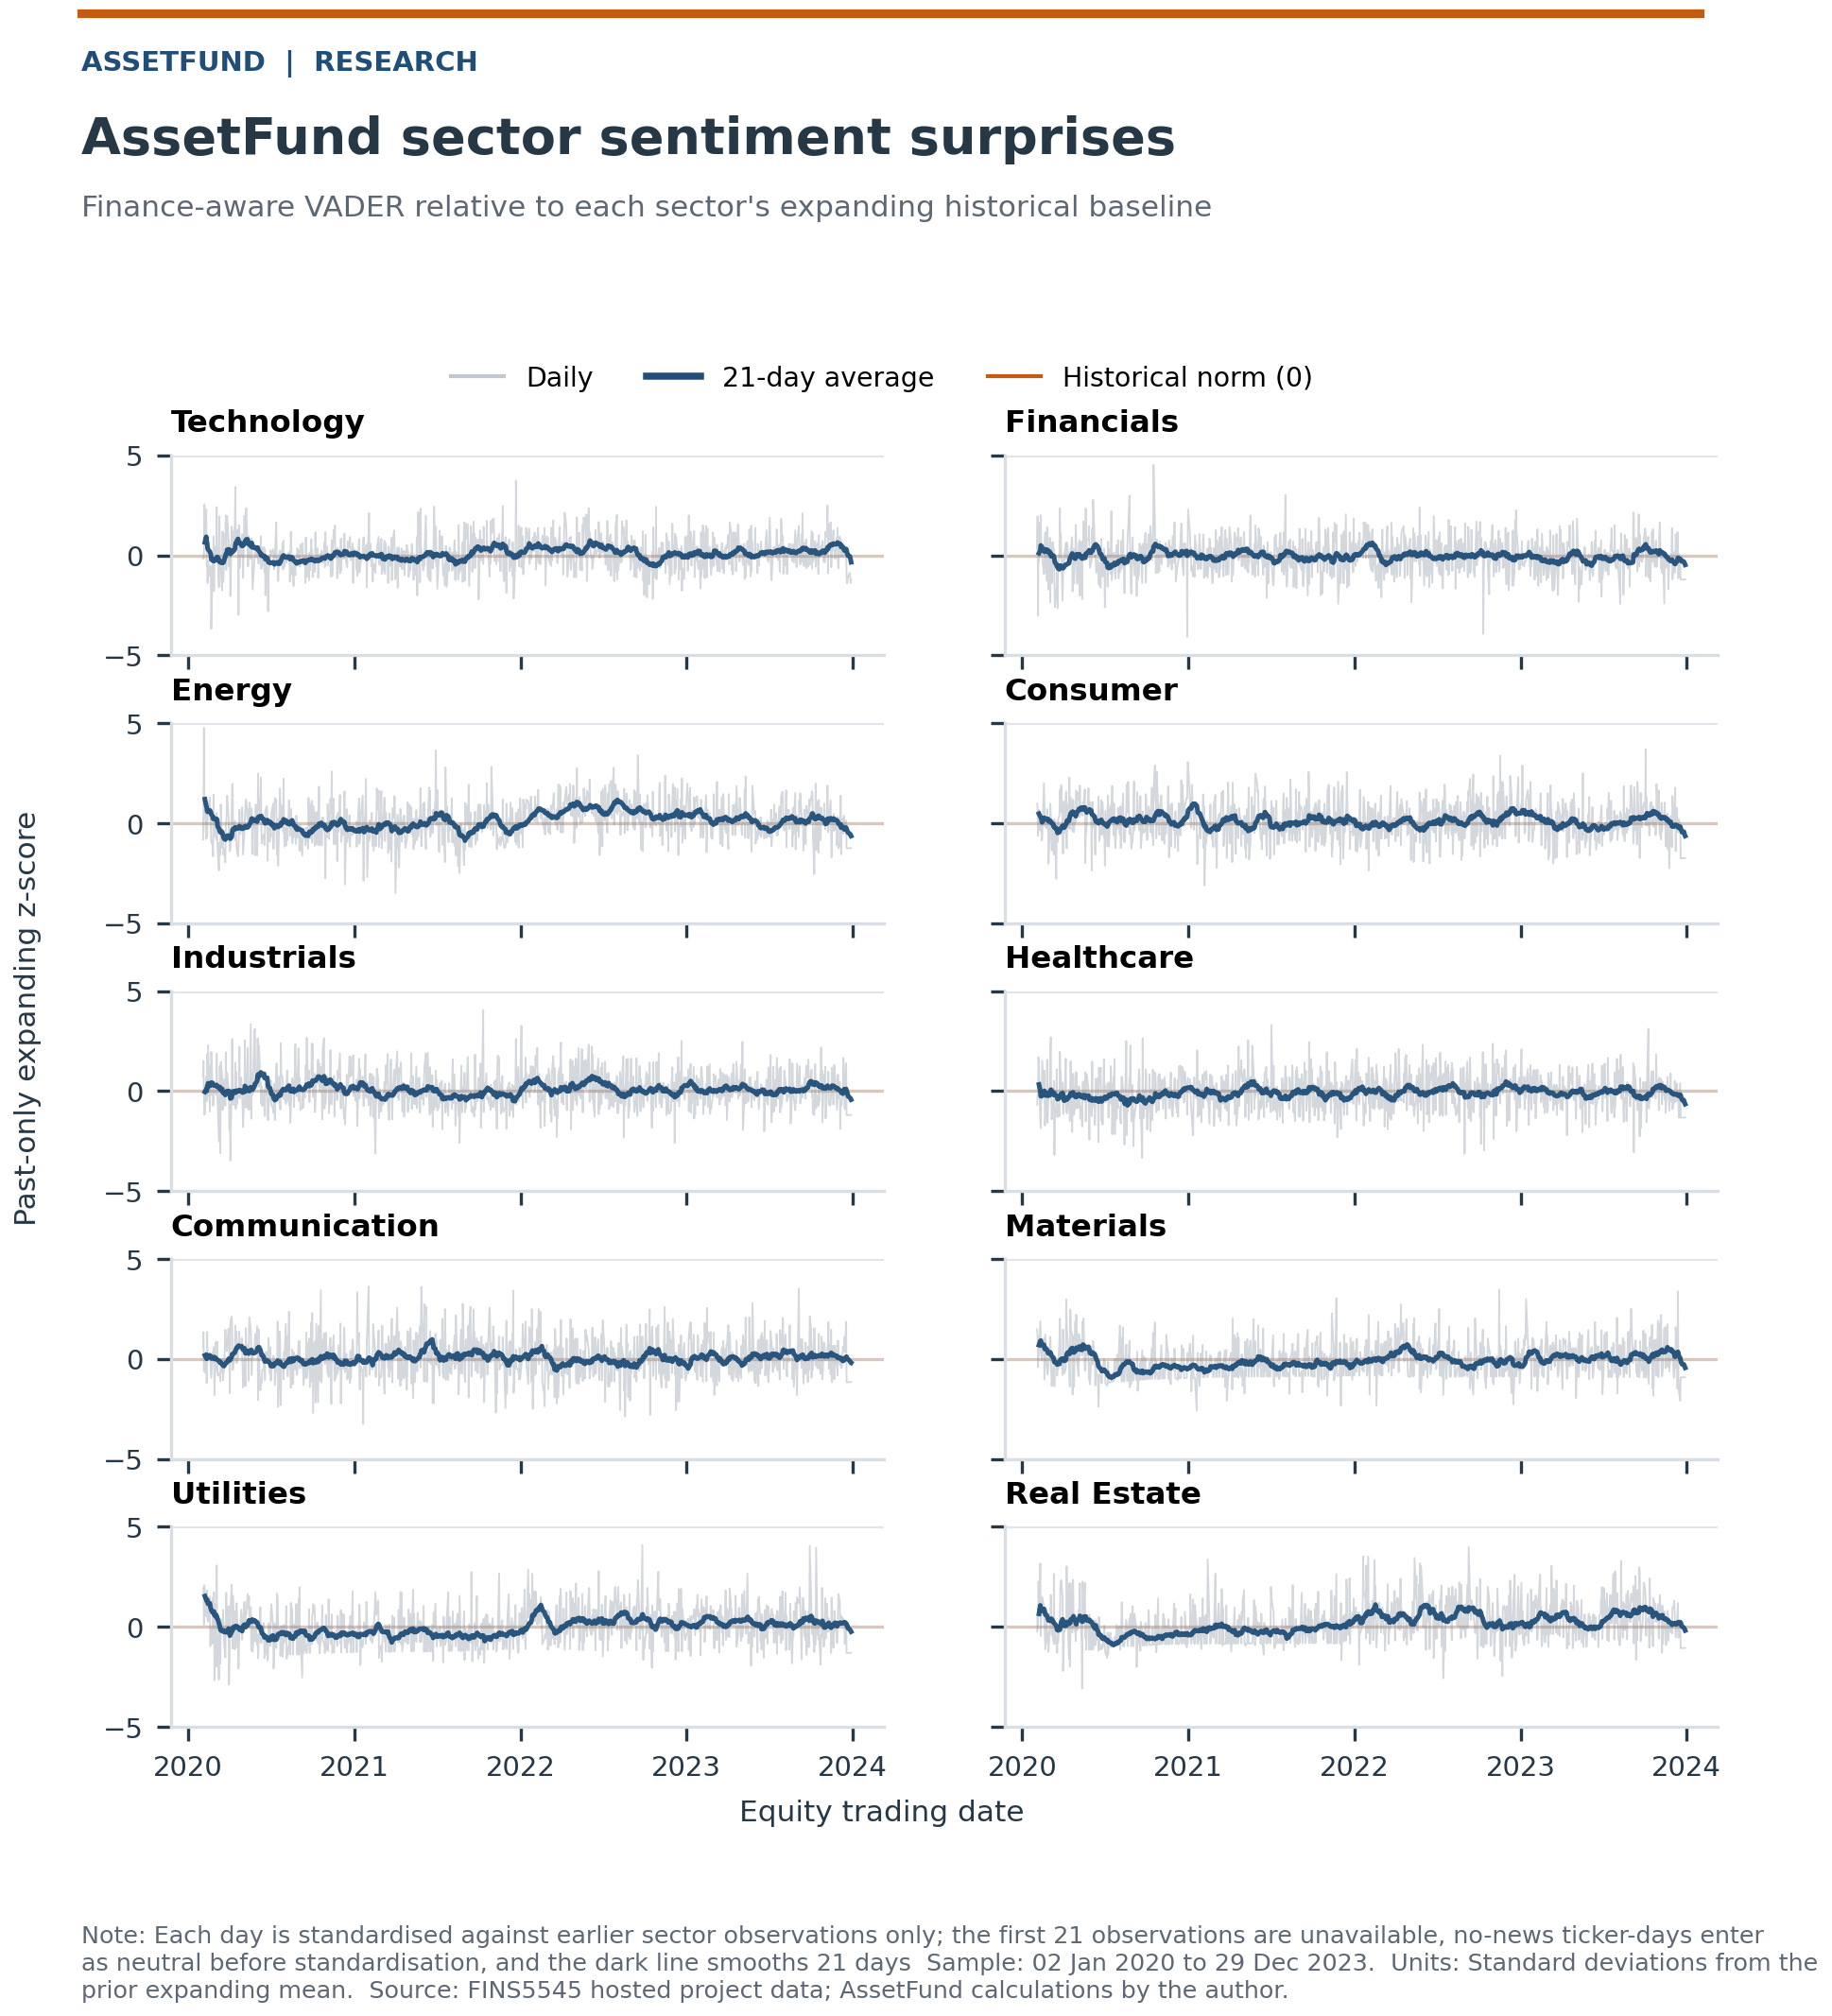 ASSETFUND | RESEARCH
AssetFund sector sentiment surprises
Finance-aware VADER relative to each sector's expanding historical baseline
Daily
21-day average
Historical norm (0)
Technology
Financials
5
0
−5
Energy
Consumer
5
0
−5
Industrials
Healthcare
5
0
−5
Communication
Materials
5
0
−5
Utilities
Real Estate
5
0
−5
2020 2021 2022 2023 2024
2020 2021 2022 2023 2024
Past-only expanding z-score
Equity trading date
Note: Each day is standardised against earlier sector observations only; the first 21 observations are unavailable, no-news ticker-days enter
as neutral before standardisation, and the dark line smooths 21 days  Sample: 02 Jan 2020 to 29 Dec 2023.  Units: Standard deviations from the
prior expanding mean.  Source: FINS5545 hosted project data; AssetFund calculations by the author.